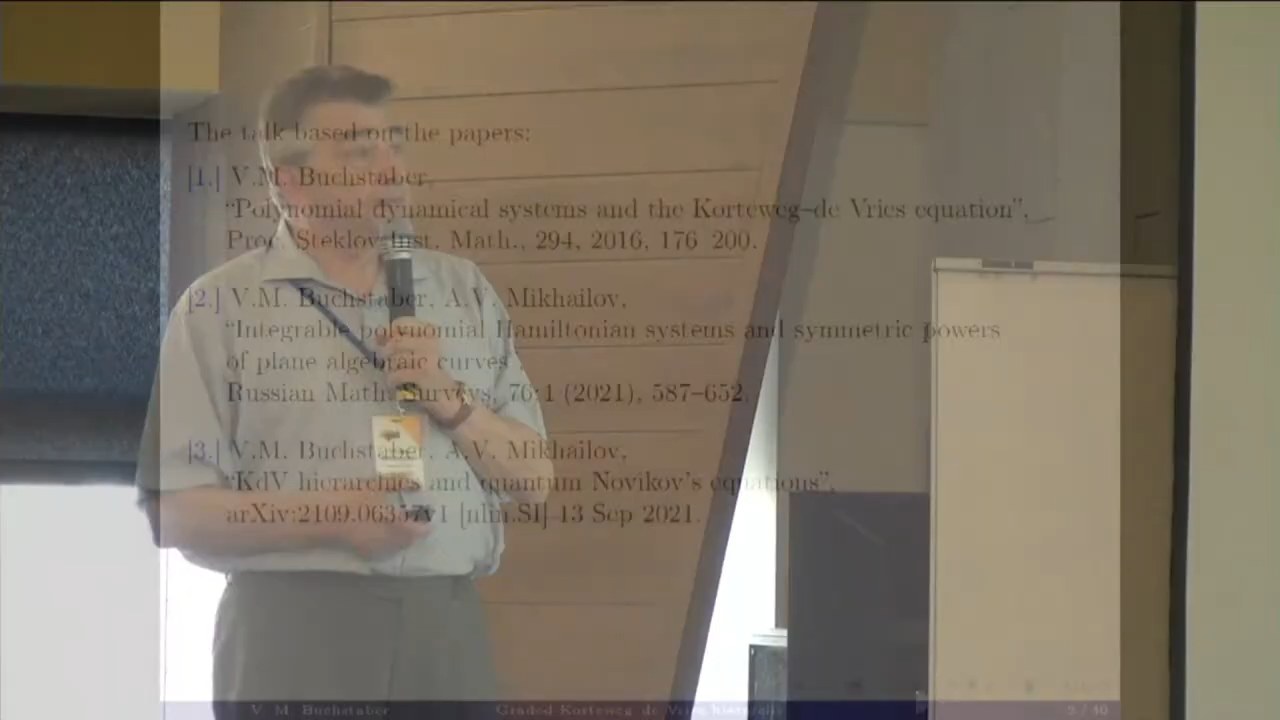 The talk based on the papers:
[1.] V.M. Buchstaber,
“Polynomial dynamical systems and the Korteweg–de Vries equation”,
Proc. Steklov Inst. Math., 294, 2016, 176–200.
[2.] V.M. Buchstaber, A.V. Mikhailov,
“Integrable polynomial Hamiltonian systems and symmetric powers
of plane algebraic curves
Russian Math. Surveys, 76:1 (2021), 587–652.
[3.] V.M. Buchstaber, A.V. Mikhailov,
“KdV hierarchies and quantum Novikov's equations”,
arXiv:2109.06357v1 [nlin.SI] 13 Sep 2021.
V. M. Buchstaber Graded Korteweg–de Vries hierarchies